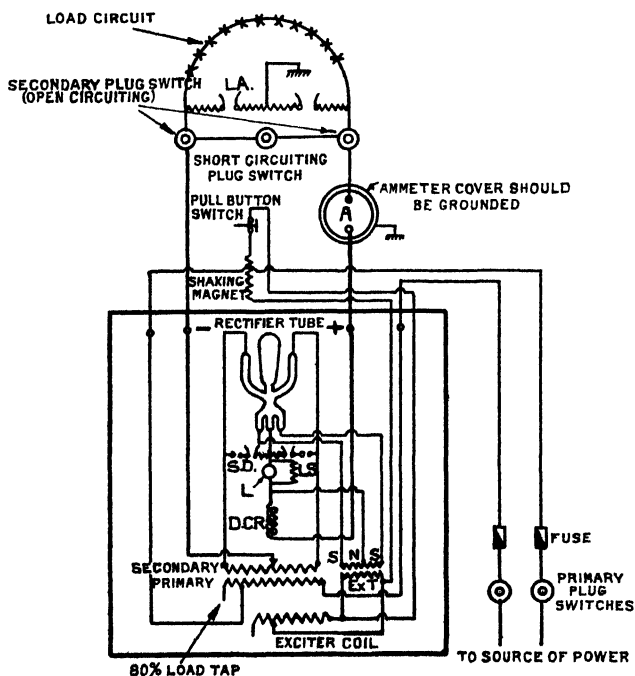 LOAD CIRCUIT
L.A.
SECONDARY PLUG SWITCH
(OPEN CIRCUITING)
SHORT CIRCUITING
PLUG SWITCH
PULL BUTTON
SWITCH
A
AMMETER COVER SHOULD
BE GROUNDED
SHAKING
MAGNET
- RECTIFIER TUBE +
S.D.
L.S.
L
D.C.R.
S N S
SECONDARY
PRIMARY
EXT
EXCITER COIL
80% LOAD TAP
FUSE
PRIMARY
PLUG
SWITCHES
TO SOURCE OF POWER